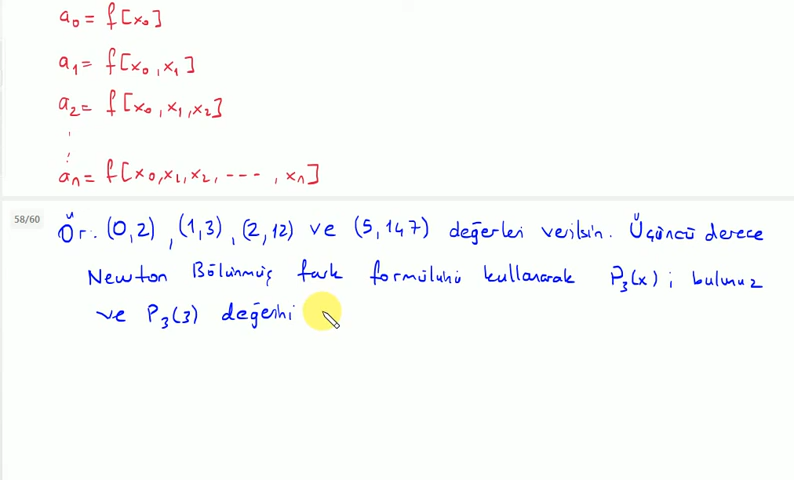 a₀ = f[x₀]
a₁ = f[x₀, x₁]
a₂ = f[x₀, x₁, x₂]
⋮
aₙ = f[x₀, x₁, x₂, ----, xₙ]
58/60
Ör. (0,2), (1,3), (2,12) ve (5,147) değerleri verilsin. Üçüncü derece
Newton Bölünmüş fark formülünü kullanarak P₃(x) i bulunuz
ve P₃(3) değerini